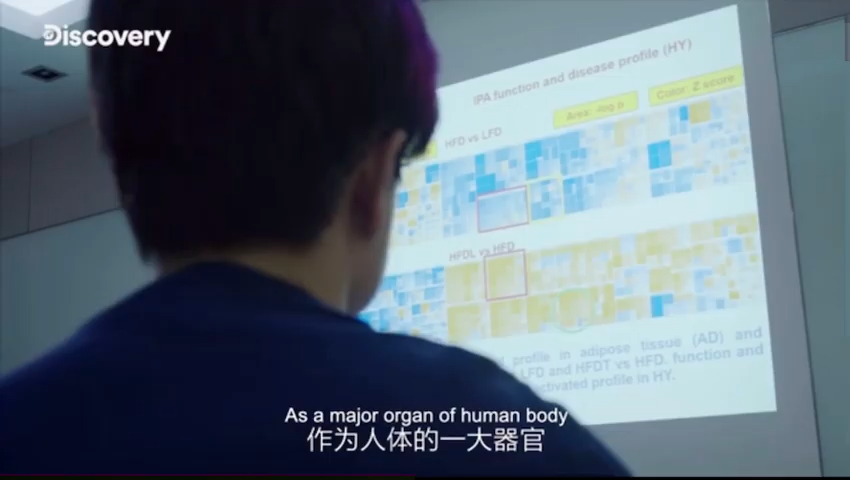 Discovery
IPA function and disease profile (HY)
Area: -log p
Color: Z score
HFD vs LFD
HFDL vs HFD
profile in adipose tissue (AD) and
LFD and HFDT vs HFD. function and
activated profile in HY.
As a major organ of human body
作为人体的一大器官